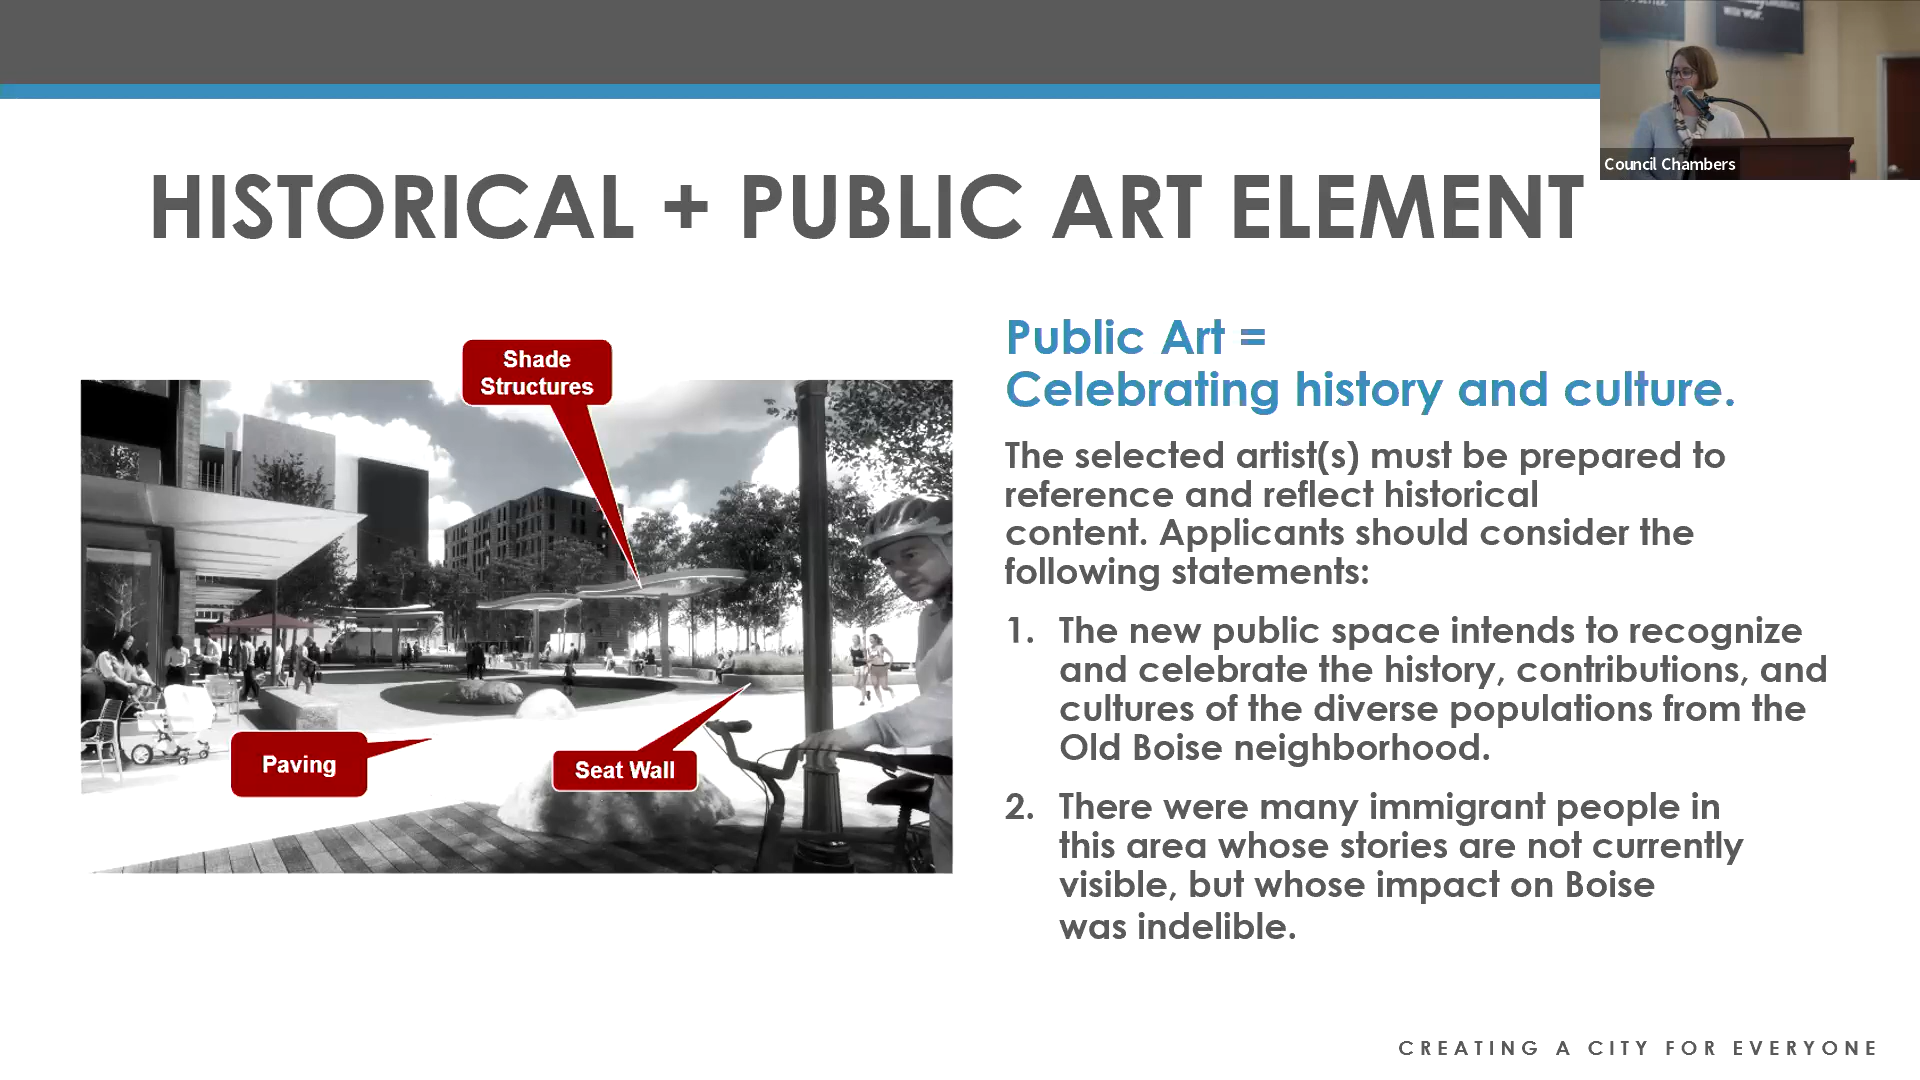 HISTORICAL + PUBLIC ART ELEMENT
Council Chambers
Shade
Structures
Paving
Seat Wall
Public Art =
Celebrating history and culture.
The selected artist(s) must be prepared to
reference and reflect historical
content. Applicants should consider the
following statements:
1. The new public space intends to recognize
and celebrate the history, contributions, and
cultures of the diverse populations from the
Old Boise neighborhood.
2. There were many immigrant people in
this area whose stories are not currently
visible, but whose impact on Boise
was indelible.
CREATING A CITY FOR EVERYONE